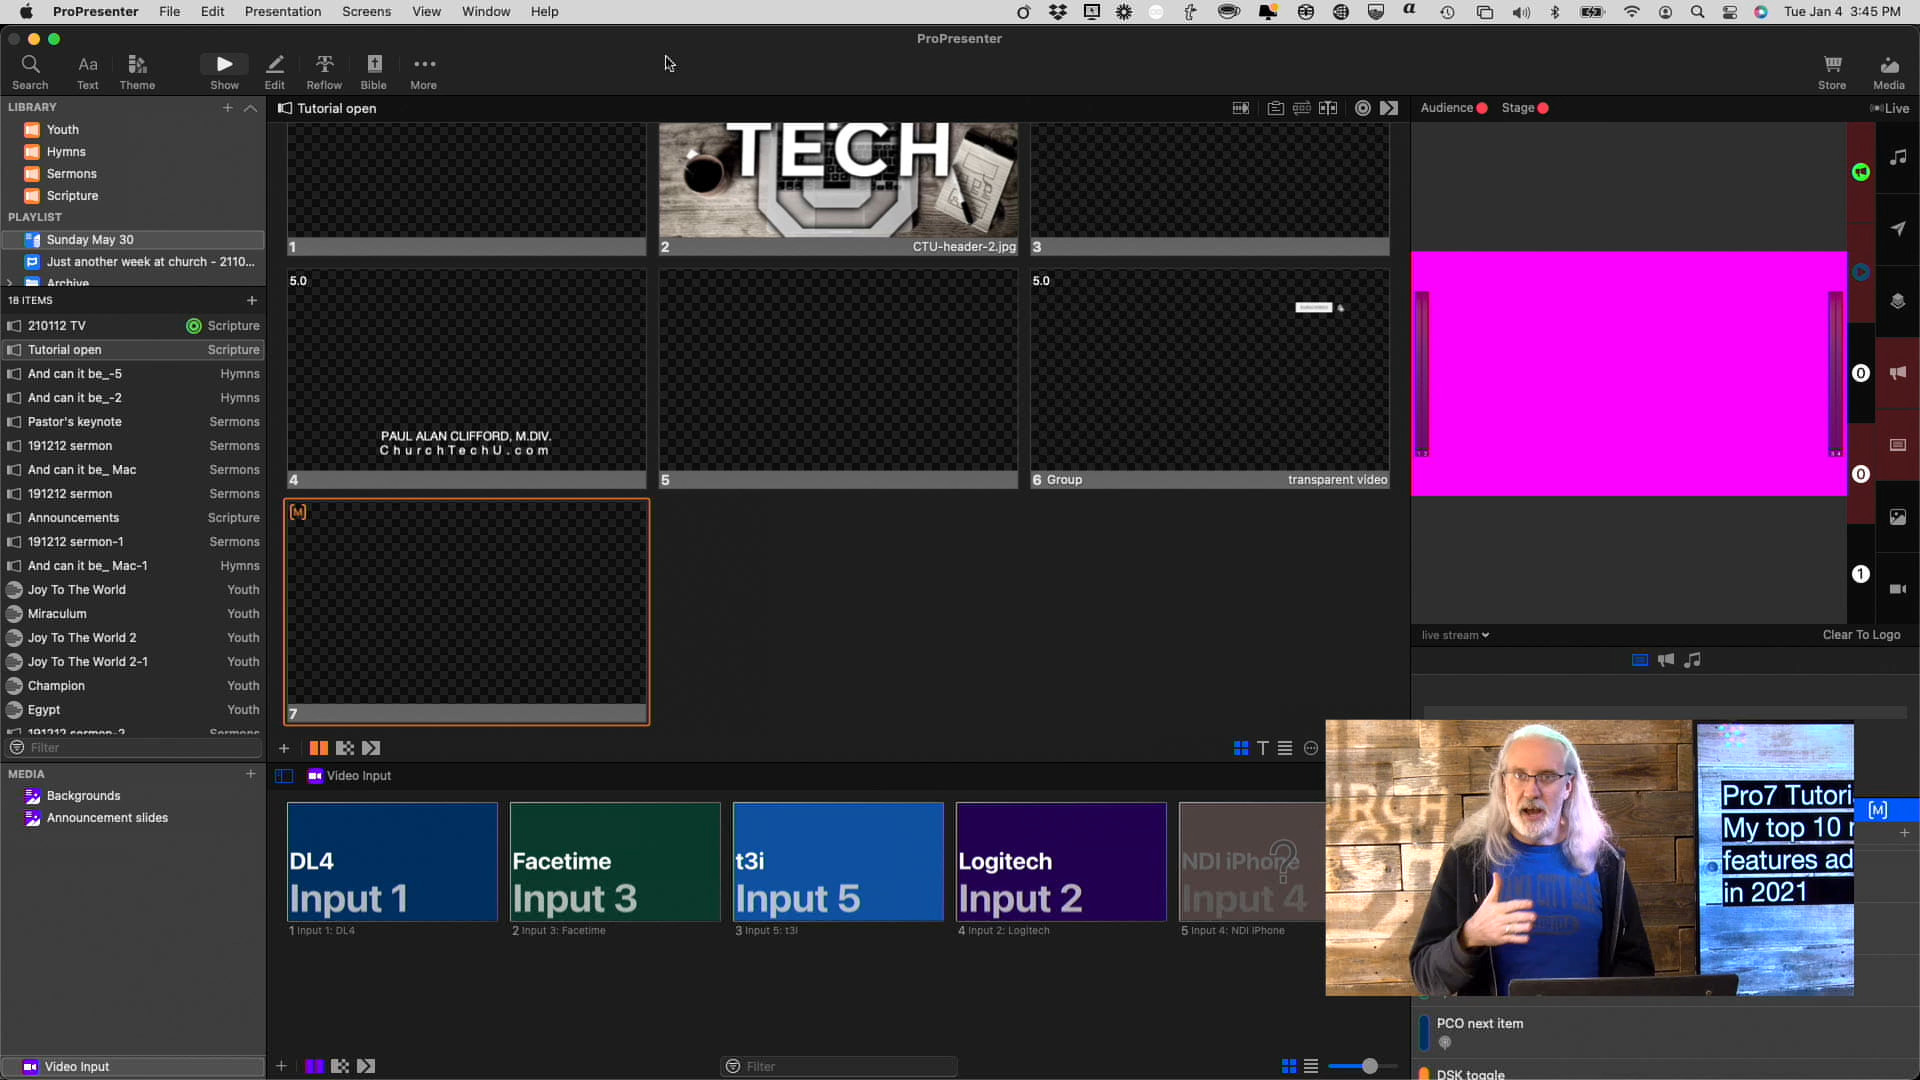 ProPresenter File Edit Presentation Screens View Window Help
Tue Jan 4 3:45 PM
ProPresenter
Search Text Theme Show Edit Reflow Bible More Store Media
LIBRARY
Youth
Hymns
Sermons
Scripture
PLAYLIST
Sunday May 30
Just another week at church - 2110...
Archive
18 ITEMS
210112 TV Scripture
Tutorial open Scripture
And can it be_-5 Hymns
And can it be_-2 Hymns
Pastor's keynote Sermons
191212 sermon Sermons
And can it be_ Mac Sermons
191212 sermon Sermons
Announcements Scripture
191212 sermon-1 Sermons
And can it be_ Mac-1 Hymns
Joy To The World Youth
Miraculum Youth
Joy To The World 2 Youth
Joy To The World 2-1 Youth
Champion Youth
Egypt Youth
191212 sermon-2 Sermons
Filter
MEDIA
Backgrounds
Announcement slides
Video Input
Tutorial open
TECH
1
2 CTU-header-2.jpg
3
5.0
PAUL ALAN CLIFFORD, M.DIV.
ChurchTechU.com
4
5
5.0
6 Group transparent video
[M]
7
Video Input
DL4
Input 1
1 Input 1: DL4
Facetime
Input 3
2 Input 3: Facetime
t3i
Input 5
3 Input 5: t3i
Logitech
Input 2
4 Input 2: Logitech
NDI iPhone
Input 4
5 Input 4: NDI iPhone
Filter
Audience Stage Live
0
0
1
live stream Clear To Logo
Pro7 Tutori
My top 10
features ad
in 2021
[M]
PCO next item
DSK toggle